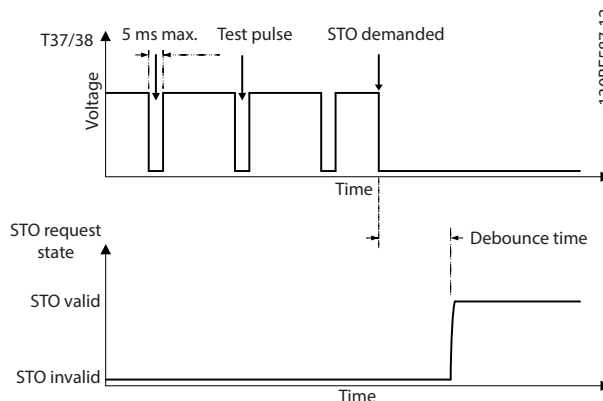 T37/38
5 ms max.
Test pulse
STO demanded
Voltage
Time
STO request
state
Debounce time
STO valid
STO invalid
Time